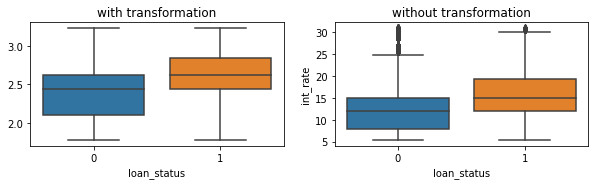 with transformation
3.0
2.5
2.0
0
1
loan_status
without transformation
int_rate
30
25
20
15
10
5
0
1
loan_status